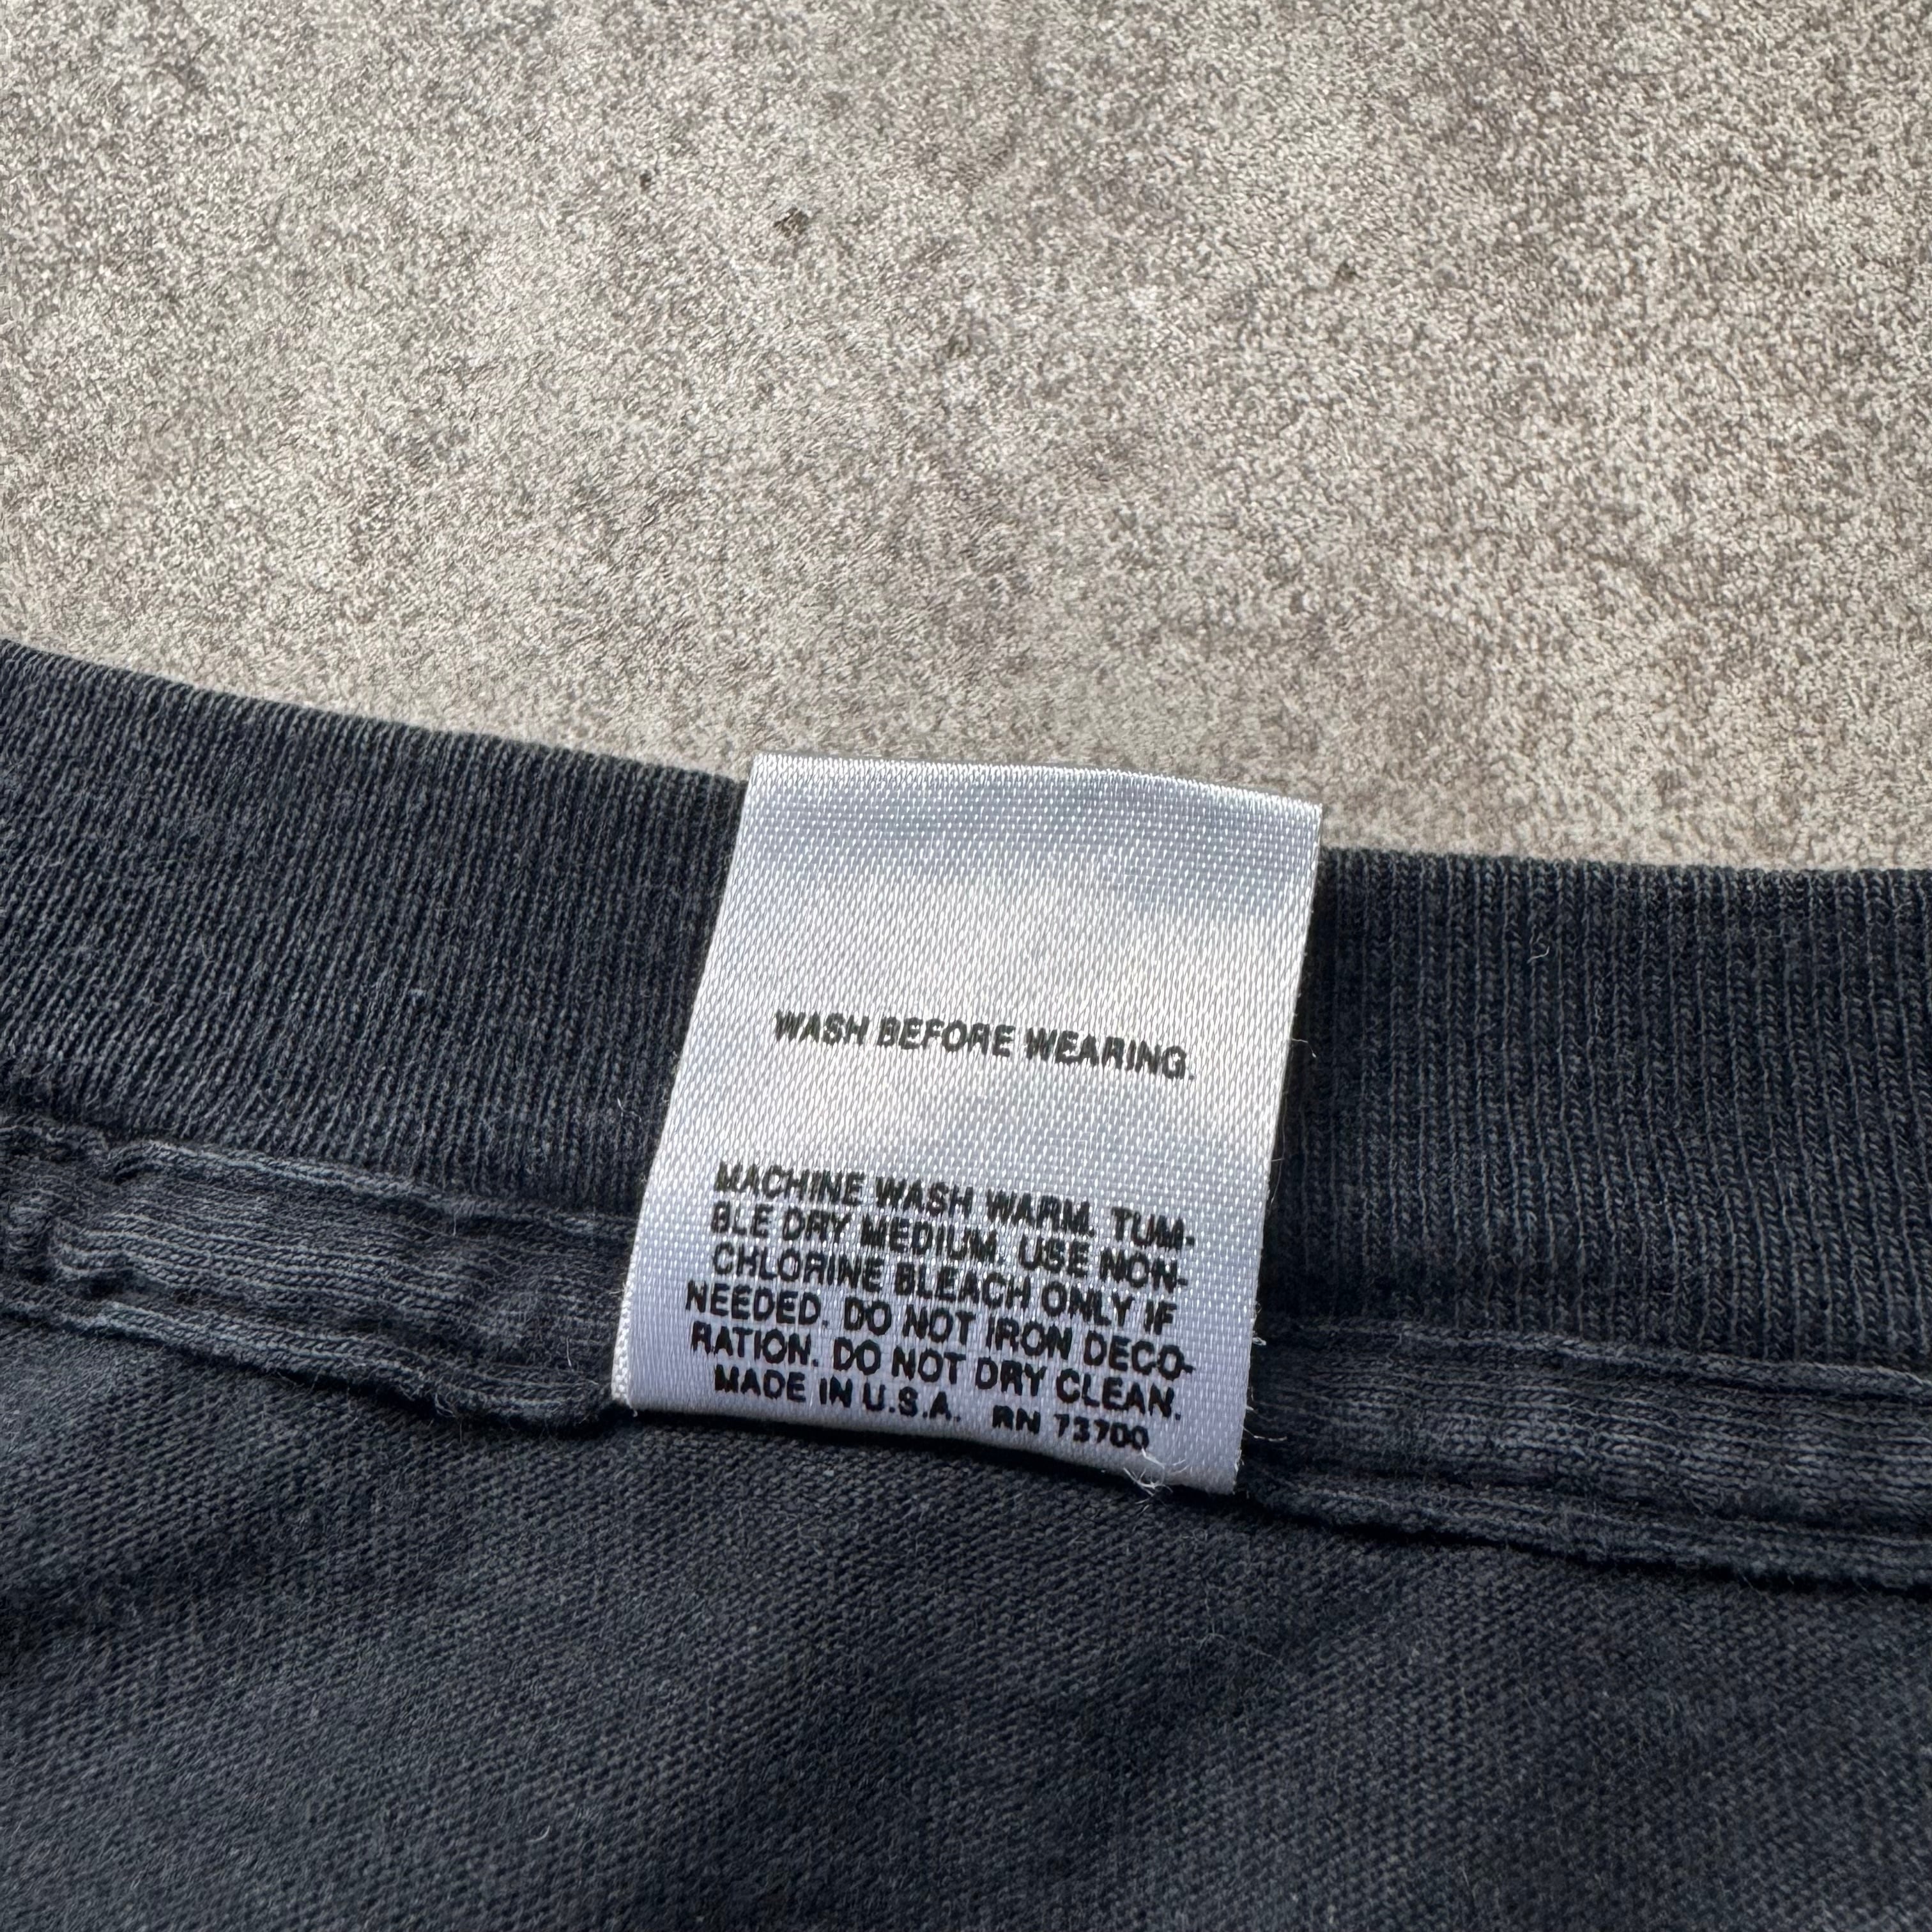 WASH BEFORE WEARING.
MACHINE WASH WARM. TUM-
BLE DRY MEDIUM. USE NON-
CHLORINE BLEACH ONLY IF
NEEDED. DO NOT IRON DECO-
RATION. DO NOT DRY CLEAN.
MADE IN U.S.A. RN 73700